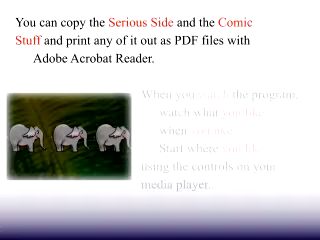 You can copy the Serious Side and the Comic
Stuff and print any of it out as PDF files with
Adobe Acrobat Reader.
When you watch the program,
watch what you like
when you like.
Start where you like
using the controls on your
media player.